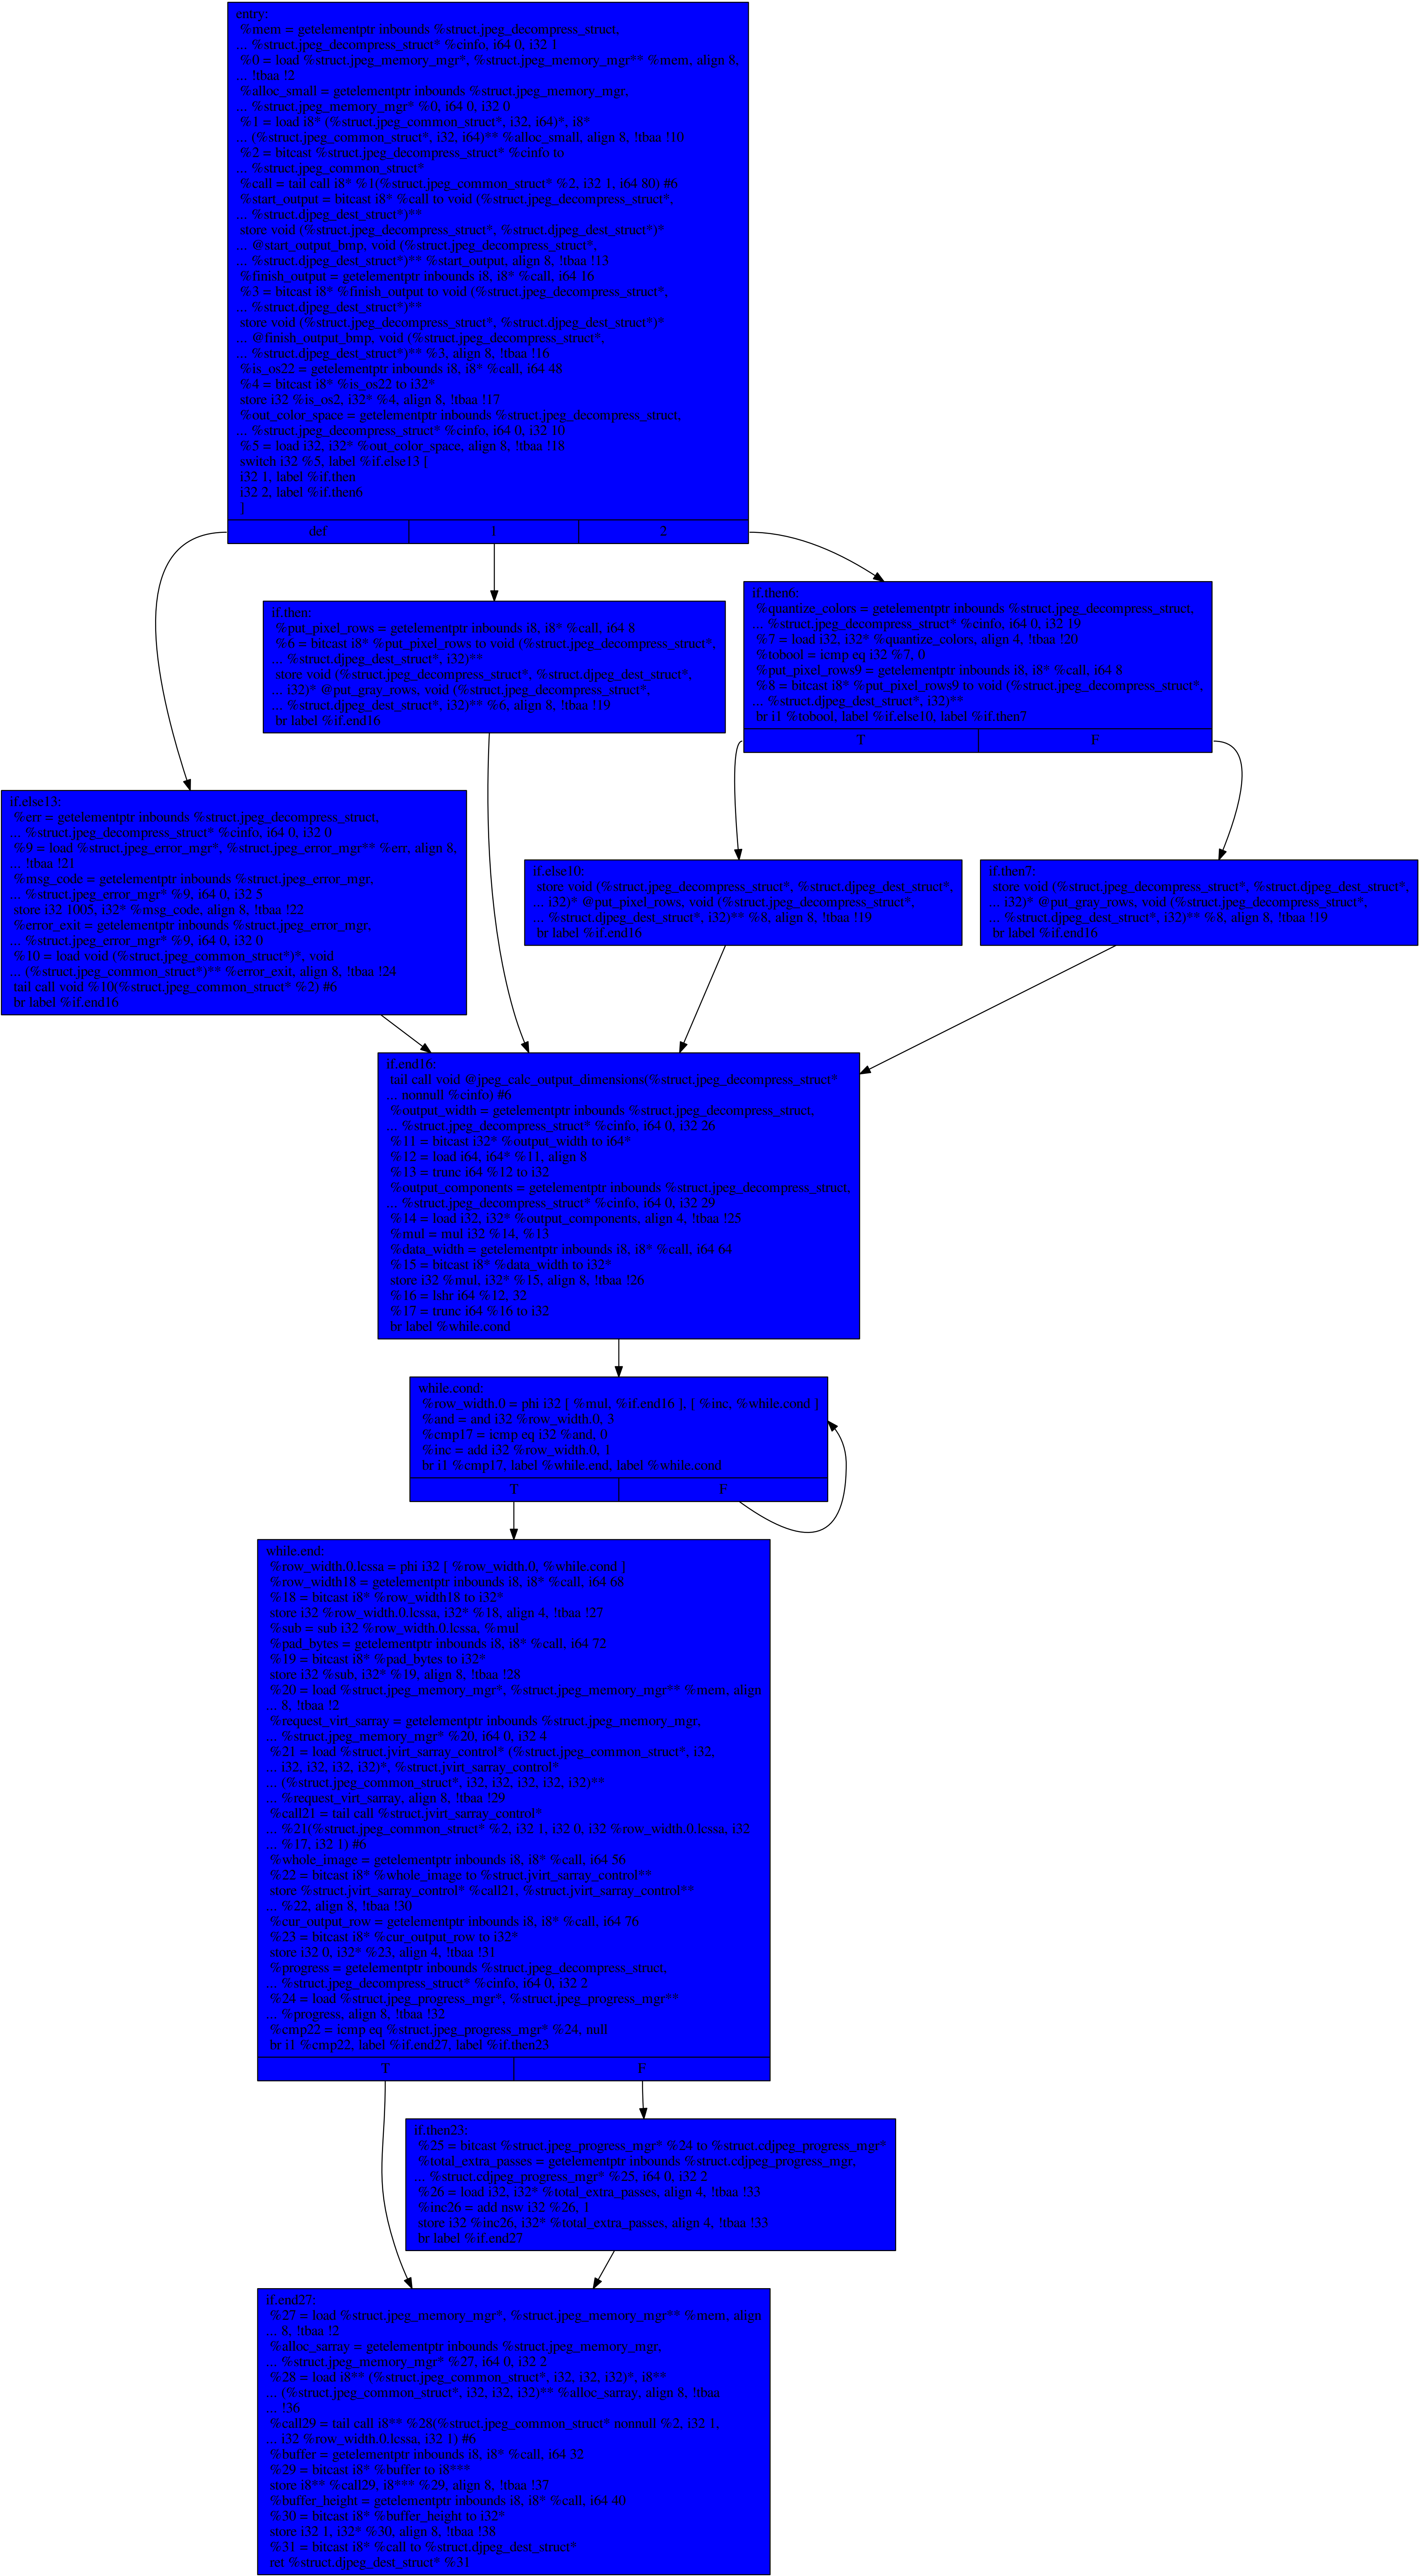 entry:
%mem = getelementptr inbounds %struct.jpeg_decompress_struct,
... %struct.jpeg_decompress_struct* %cinfo, i64 0, i32 1
%0 = load %struct.jpeg_memory_mgr*, %struct.jpeg_memory_mgr** %mem, align 8,
... !tbaa !2
%alloc_small = getelementptr inbounds %struct.jpeg_memory_mgr,
... %struct.jpeg_memory_mgr* %0, i64 0, i32 0
%1 = load i8* (%struct.jpeg_common_struct*, i32, i64)*, i8*
... (%struct.jpeg_common_struct*, i32, i64)** %alloc_small, align 8, !tbaa !10
%2 = bitcast %struct.jpeg_decompress_struct* %cinfo to
... %struct.jpeg_common_struct*
%call = tail call i8* %1(%struct.jpeg_common_struct* %2, i32 1, i64 80) #6
%start_output = bitcast i8* %call to void (%struct.jpeg_decompress_struct*,
... %struct.djpeg_dest_struct*)**
store void (%struct.jpeg_decompress_struct*, %struct.djpeg_dest_struct*)*
... @start_output_bmp, void (%struct.jpeg_decompress_struct*,
... %struct.djpeg_dest_struct*)** %start_output, align 8, !tbaa !13
%finish_output = getelementptr inbounds i8, i8* %call, i64 16
%3 = bitcast i8* %finish_output to void (%struct.jpeg_decompress_struct*,
... %struct.djpeg_dest_struct*)**
store void (%struct.jpeg_decompress_struct*, %struct.djpeg_dest_struct*)*
... @finish_output_bmp, void (%struct.jpeg_decompress_struct*,
... %struct.djpeg_dest_struct*)** %3, align 8, !tbaa !16
%is_os22 = getelementptr inbounds i8, i8* %call, i64 48
%4 = bitcast i8* %is_os22 to i32*
store i32 %is_os2, i32* %4, align 8, !tbaa !17
%out_color_space = getelementptr inbounds %struct.jpeg_decompress_struct,
... %struct.jpeg_decompress_struct* %cinfo, i64 0, i32 10
%5 = load i32, i32* %out_color_space, align 8, !tbaa !18
switch i32 %5, label %if.else13 [
i32 1, label %if.then
i32 2, label %if.then6
]
def 1 2
if.then:
%put_pixel_rows = getelementptr inbounds i8, i8* %call, i64 8
%6 = bitcast i8* %put_pixel_rows to void (%struct.jpeg_decompress_struct*,
... %struct.djpeg_dest_struct*, i32)**
store void (%struct.jpeg_decompress_struct*, %struct.djpeg_dest_struct*,
... i32)* @put_gray_rows, void (%struct.jpeg_decompress_struct*,
... %struct.djpeg_dest_struct*, i32)** %6, align 8, !tbaa !19
br label %if.end16
if.then6:
%quantize_colors = getelementptr inbounds %struct.jpeg_decompress_struct,
... %struct.jpeg_decompress_struct* %cinfo, i64 0, i32 19
%7 = load i32, i32* %quantize_colors, align 4, !tbaa !20
%tobool = icmp eq i32 %7, 0
%put_pixel_rows9 = getelementptr inbounds i8, i8* %call, i64 8
%8 = bitcast i8* %put_pixel_rows9 to void (%struct.jpeg_decompress_struct*,
... %struct.djpeg_dest_struct*, i32)**
br i1 %tobool, label %if.else10, label %if.then7
T F
if.else13:
%err = getelementptr inbounds %struct.jpeg_decompress_struct,
... %struct.jpeg_decompress_struct* %cinfo, i64 0, i32 0
%9 = load %struct.jpeg_error_mgr*, %struct.jpeg_error_mgr** %err, align 8,
... !tbaa !21
%msg_code = getelementptr inbounds %struct.jpeg_error_mgr,
... %struct.jpeg_error_mgr* %9, i64 0, i32 5
store i32 1005, i32* %msg_code, align 8, !tbaa !22
%error_exit = getelementptr inbounds %struct.jpeg_error_mgr,
... %struct.jpeg_error_mgr* %9, i64 0, i32 0
%10 = load void (%struct.jpeg_common_struct*)*, void
... (%struct.jpeg_common_struct*)** %error_exit, align 8, !tbaa !24
tail call void %10(%struct.jpeg_common_struct* %2) #6
br label %if.end16
if.else10:
store void (%struct.jpeg_decompress_struct*, %struct.djpeg_dest_struct*,
... i32)* @put_pixel_rows, void (%struct.jpeg_decompress_struct*,
... %struct.djpeg_dest_struct*, i32)** %8, align 8, !tbaa !19
br label %if.end16
if.then7:
store void (%struct.jpeg_decompress_struct*, %struct.djpeg_dest_struct*,
... i32)* @put_gray_rows, void (%struct.jpeg_decompress_struct*,
... %struct.djpeg_dest_struct*, i32)** %8, align 8, !tbaa !19
br label %if.end16
if.end16:
tail call void @jpeg_calc_output_dimensions(%struct.jpeg_decompress_struct*
... nonnull %cinfo) #6
%output_width = getelementptr inbounds %struct.jpeg_decompress_struct,
... %struct.jpeg_decompress_struct* %cinfo, i64 0, i32 26
%11 = bitcast i32* %output_width to i64*
%12 = load i64, i64* %11, align 8
%13 = trunc i64 %12 to i32
%output_components = getelementptr inbounds %struct.jpeg_decompress_struct,
... %struct.jpeg_decompress_struct* %cinfo, i64 0, i32 29
%14 = load i32, i32* %output_components, align 4, !tbaa !25
%mul = mul i32 %14, %13
%data_width = getelementptr inbounds i8, i8* %call, i64 64
%15 = bitcast i8* %data_width to i32*
store i32 %mul, i32* %15, align 8, !tbaa !26
%16 = lshr i64 %12, 32
%17 = trunc i64 %16 to i32
br label %while.cond
while.cond:
%row_width.0 = phi i32 [ %mul, %if.end16 ], [ %inc, %while.cond ]
%and = and i32 %row_width.0, 3
%cmp17 = icmp eq i32 %and, 0
%inc = add i32 %row_width.0, 1
br i1 %cmp17, label %while.end, label %while.cond
T F
while.end:
%row_width.0.lcssa = phi i32 [ %row_width.0, %while.cond ]
%row_width18 = getelementptr inbounds i8, i8* %call, i64 68
%18 = bitcast i8* %row_width18 to i32*
store i32 %row_width.0.lcssa, i32* %18, align 4, !tbaa !27
%sub = sub i32 %row_width.0.lcssa, %mul
%pad_bytes = getelementptr inbounds i8, i8* %call, i64 72
%19 = bitcast i8* %pad_bytes to i32*
store i32 %sub, i32* %19, align 8, !tbaa !28
%20 = load %struct.jpeg_memory_mgr*, %struct.jpeg_memory_mgr** %mem, align
... 8, !tbaa !2
%request_virt_sarray = getelementptr inbounds %struct.jpeg_memory_mgr,
... %struct.jpeg_memory_mgr* %20, i64 0, i32 4
%21 = load %struct.jvirt_sarray_control* (%struct.jpeg_common_struct*, i32,
... i32, i32, i32, i32)*, %struct.jvirt_sarray_control*
... (%struct.jpeg_common_struct*, i32, i32, i32, i32, i32)**
... %request_virt_sarray, align 8, !tbaa !29
%call21 = tail call %struct.jvirt_sarray_control*
... %21(%struct.jpeg_common_struct* %2, i32 1, i32 0, i32 %row_width.0.lcssa, i32
... %17, i32 1) #6
%whole_image = getelementptr inbounds i8, i8* %call, i64 56
%22 = bitcast i8* %whole_image to %struct.jvirt_sarray_control**
store %struct.jvirt_sarray_control* %call21, %struct.jvirt_sarray_control**
... %22, align 8, !tbaa !30
%cur_output_row = getelementptr inbounds i8, i8* %call, i64 76
%23 = bitcast i8* %cur_output_row to i32*
store i32 0, i32* %23, align 4, !tbaa !31
%progress = getelementptr inbounds %struct.jpeg_decompress_struct,
... %struct.jpeg_decompress_struct* %cinfo, i64 0, i32 2
%24 = load %struct.jpeg_progress_mgr*, %struct.jpeg_progress_mgr**
... %progress, align 8, !tbaa !32
%cmp22 = icmp eq %struct.jpeg_progress_mgr* %24, null
br i1 %cmp22, label %if.end27, label %if.then23
T F
if.then23:
%25 = bitcast %struct.jpeg_progress_mgr* %24 to %struct.cdjpeg_progress_mgr*
%total_extra_passes = getelementptr inbounds %struct.cdjpeg_progress_mgr,
... %struct.cdjpeg_progress_mgr* %25, i64 0, i32 2
%26 = load i32, i32* %total_extra_passes, align 4, !tbaa !33
%inc26 = add nsw i32 %26, 1
store i32 %inc26, i32* %total_extra_passes, align 4, !tbaa !33
br label %if.end27
if.end27:
%27 = load %struct.jpeg_memory_mgr*, %struct.jpeg_memory_mgr** %mem, align
... 8, !tbaa !2
%alloc_sarray = getelementptr inbounds %struct.jpeg_memory_mgr,
... %struct.jpeg_memory_mgr* %27, i64 0, i32 2
%28 = load i8** (%struct.jpeg_common_struct*, i32, i32, i32)*, i8**
... (%struct.jpeg_common_struct*, i32, i32, i32)** %alloc_sarray, align 8, !tbaa
... !36
%call29 = tail call i8** %28(%struct.jpeg_common_struct* nonnull %2, i32 1,
... i32 %row_width.0.lcssa, i32 1) #6
%buffer = getelementptr inbounds i8, i8* %call, i64 32
%29 = bitcast i8* %buffer to i8***
store i8** %call29, i8*** %29, align 8, !tbaa !37
%buffer_height = getelementptr inbounds i8, i8* %call, i64 40
%30 = bitcast i8* %buffer_height to i32*
store i32 1, i32* %30, align 8, !tbaa !38
%31 = bitcast i8* %call to %struct.djpeg_dest_struct*
ret %struct.djpeg_dest_struct* %31